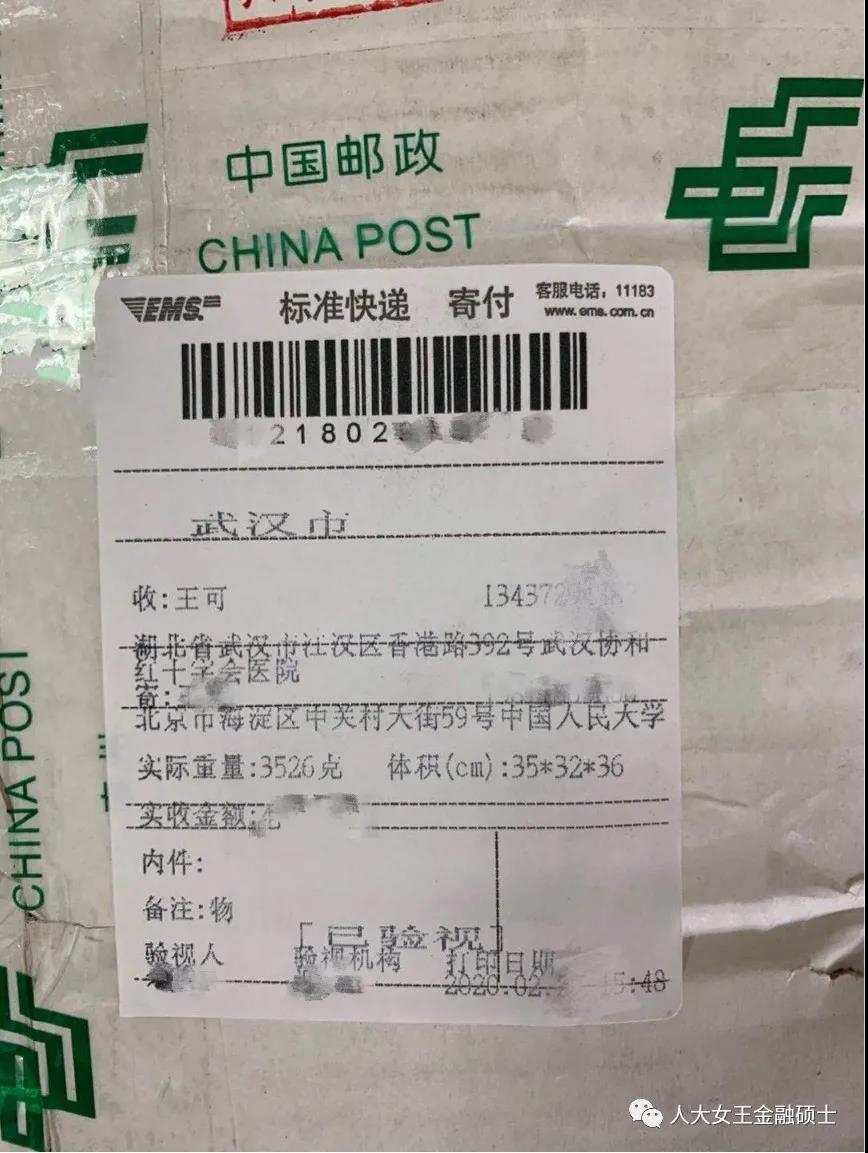 中国邮政
CHINA POST
EMS 标准快递 寄付 客服电话：11183
www.ems.com.cn
121802
武汉市
收:王可 134372
湖北省武汉市江汉区香港路392号武汉协和
红十字会医院
寄:
北京市海淀区中关村大街59号中国人民大学
实际重量:3526克 体积(cm):35*32*36
实收金额:
内件:
备注:物
[已验视]
验视人 验视机构 打印日期
2020.02. 15:48
CHINA POST
人大女王金融硕士